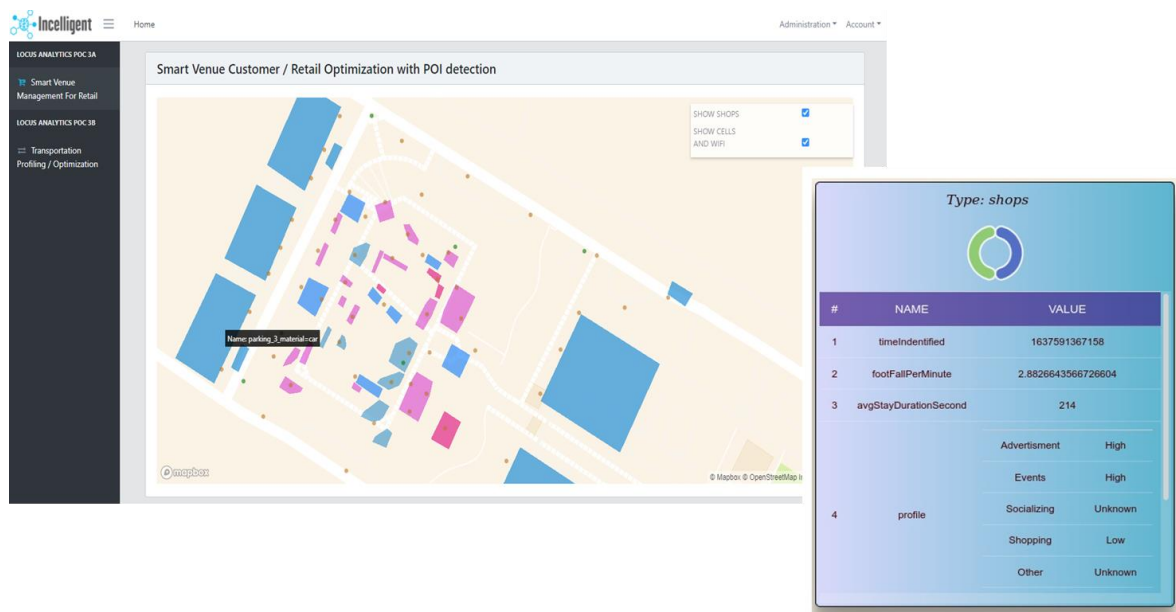 Incelligent
Home
Administration
Account
LOCUS ANALYTICS POC 3A
Smart Venue
Management For Retail
LOCUS ANALYTICS POC 3B
Transportation
Profiling / Optimization
Smart Venue Customer / Retail Optimization with POI detection
SHOW SHOPS
SHOW CELLS
AND WIFI
Name: parking_3_material=car
mapbox
© Mapbox © OpenStreetMap
Type: shops
# NAME VALUE
1 timeIndentified 1637591367158
2 footFallPerMinute 2.8826643566726604
3 avgStayDurationSecond 214
Advertisment High
Events High
4 profile Socializing Unknown
Shopping Low
Other Unknown